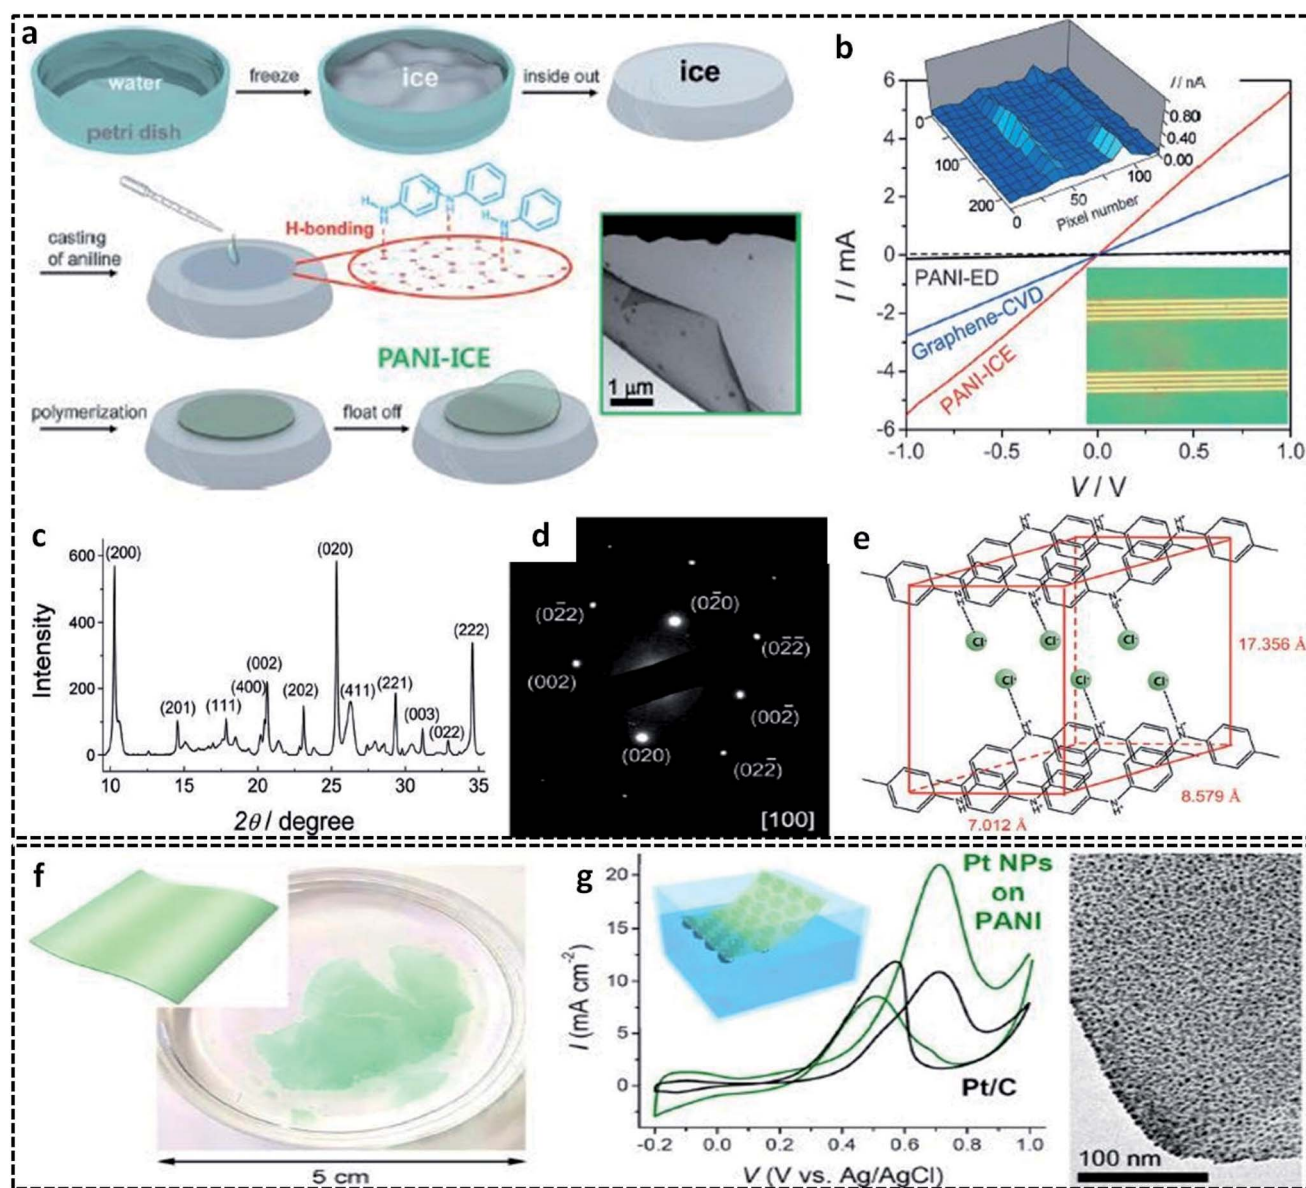 a
water
petri dish
freeze
ice
inside out
ice
casting
of aniline
H-bonding
H
N
H
N
H
N
PANI-ICE
1 μm
polymerization
float off
b
I / mA
6
4
2
0
-2
-4
-6
-1.0
-0.5
0.0
0.5
1.0
V / V
I / nA
0.80
0.40
0.00
0
100
200
0
50
100
Pixel number
PANI-ED
Graphene-CVD
PANI-ICE
c
Intensity
600
400
200
0
10
15
20
25
30
35
2θ / degree
(200)
(201)
(111)
(400)
(002)
(202)
(020)
(411)
(221)
(003)
(022)
(222)
d
(02̄2)
(02̄0)
(002)
(02̄2̄)
(002̄)
(020)
(022̄)
[100]
e
Cl-
Cl-
Cl-
Cl-
Cl-
Cl-
17.356 Å
8.579 Å
7.012 Å
f
5 cm
g
I (mA cm-2)
20
15
10
5
0
-0.2
0.0
0.2
0.4
0.6
0.8
1.0
V (V vs. Ag/AgCl)
Pt NPs
on
PANI
Pt/C
100 nm